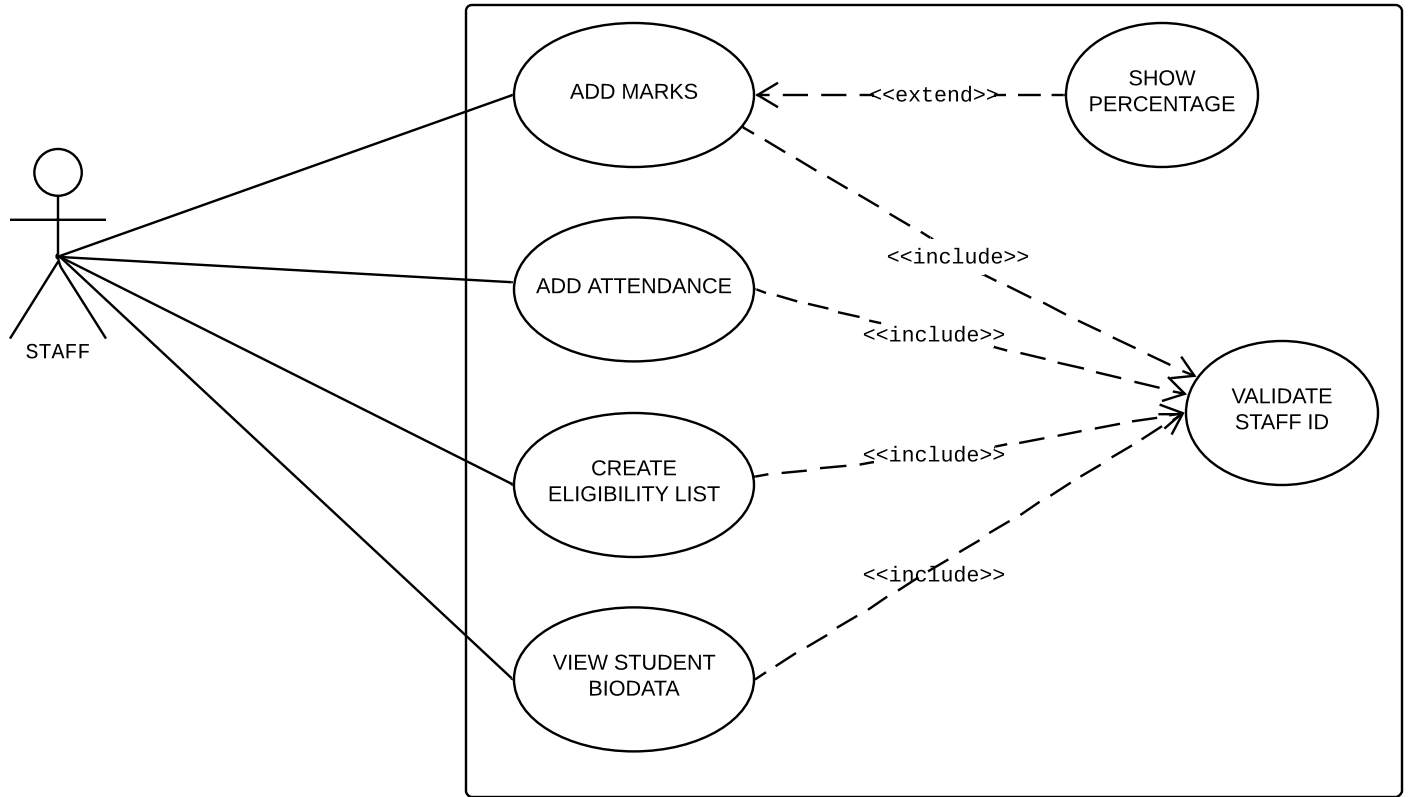 ADD MARKS
<<extend>>
SHOW
PERCENTAGE
<<include>>
ADD ATTENDANCE
<<include>>
STAFF
VALIDATE
STAFF ID
<<include>>
CREATE
ELIGIBILITY LIST
<<include>>
VIEW STUDENT
BIODATA